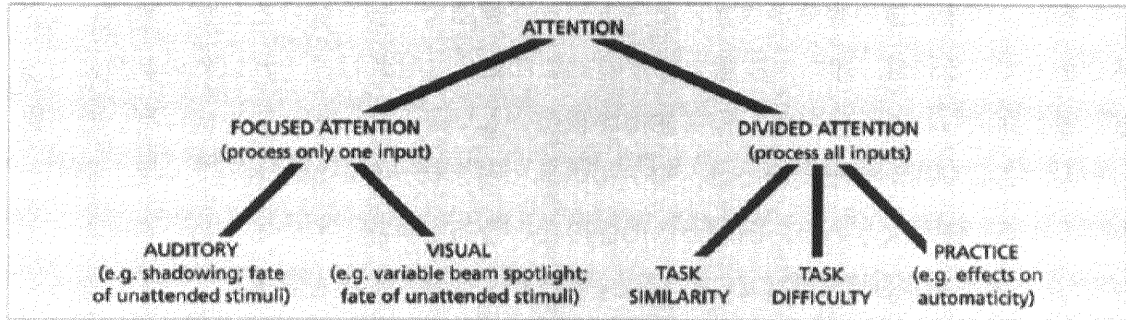 ATTENTION
FOCUSED ATTENTION
(process only one input)
DIVIDED ATTENTION
(process all inputs)
AUDITORY
(e.g. shadowing; fate
of unattended stimuli)
VISUAL
(e.g. variable beam spotlight;
fate of unattended stimuli)
TASK
SIMILARITY
TASK
DIFFICULTY
PRACTICE
(e.g. effects on
automaticity)